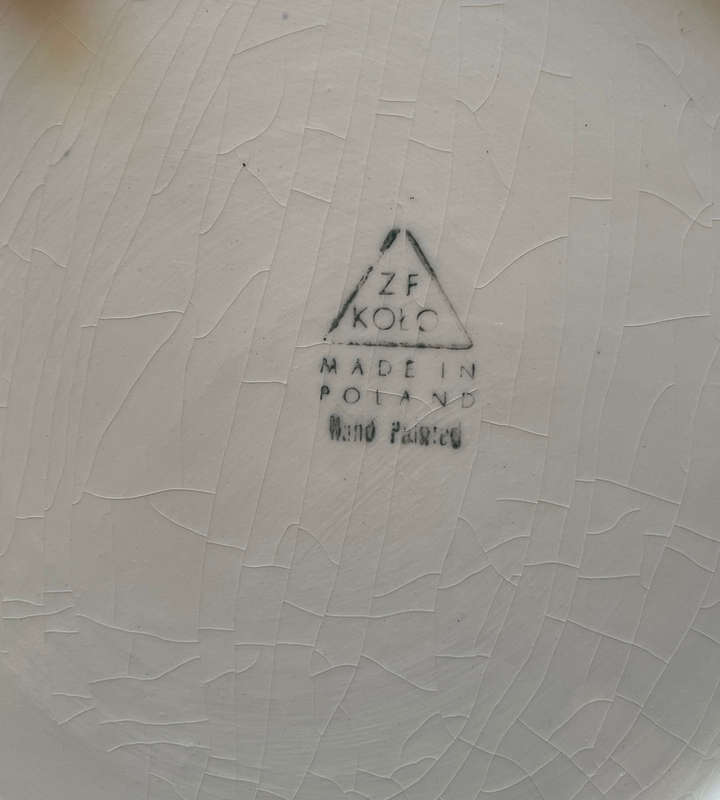 ZF
KOŁO
MADE IN
POLAND
Hand Painted